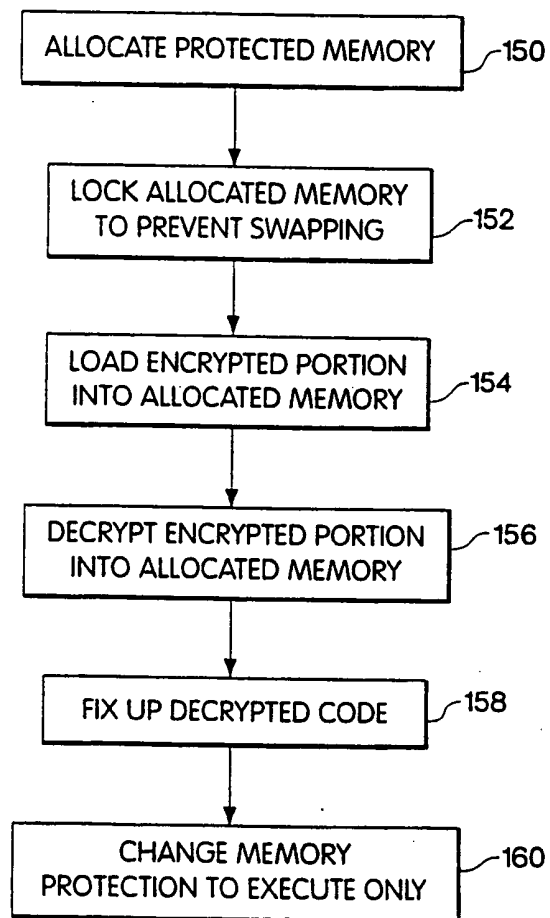 ALLOCATE PROTECTED MEMORY
150
LOCK ALLOCATED MEMORY
TO PREVENT SWAPPING
152
LOAD ENCRYPTED PORTION
INTO ALLOCATED MEMORY
154
DECRYPT ENCRYPTED PORTION
INTO ALLOCATED MEMORY
156
FIX UP DECRYPTED CODE
158
CHANGE MEMORY
PROTECTION TO EXECUTE ONLY
160